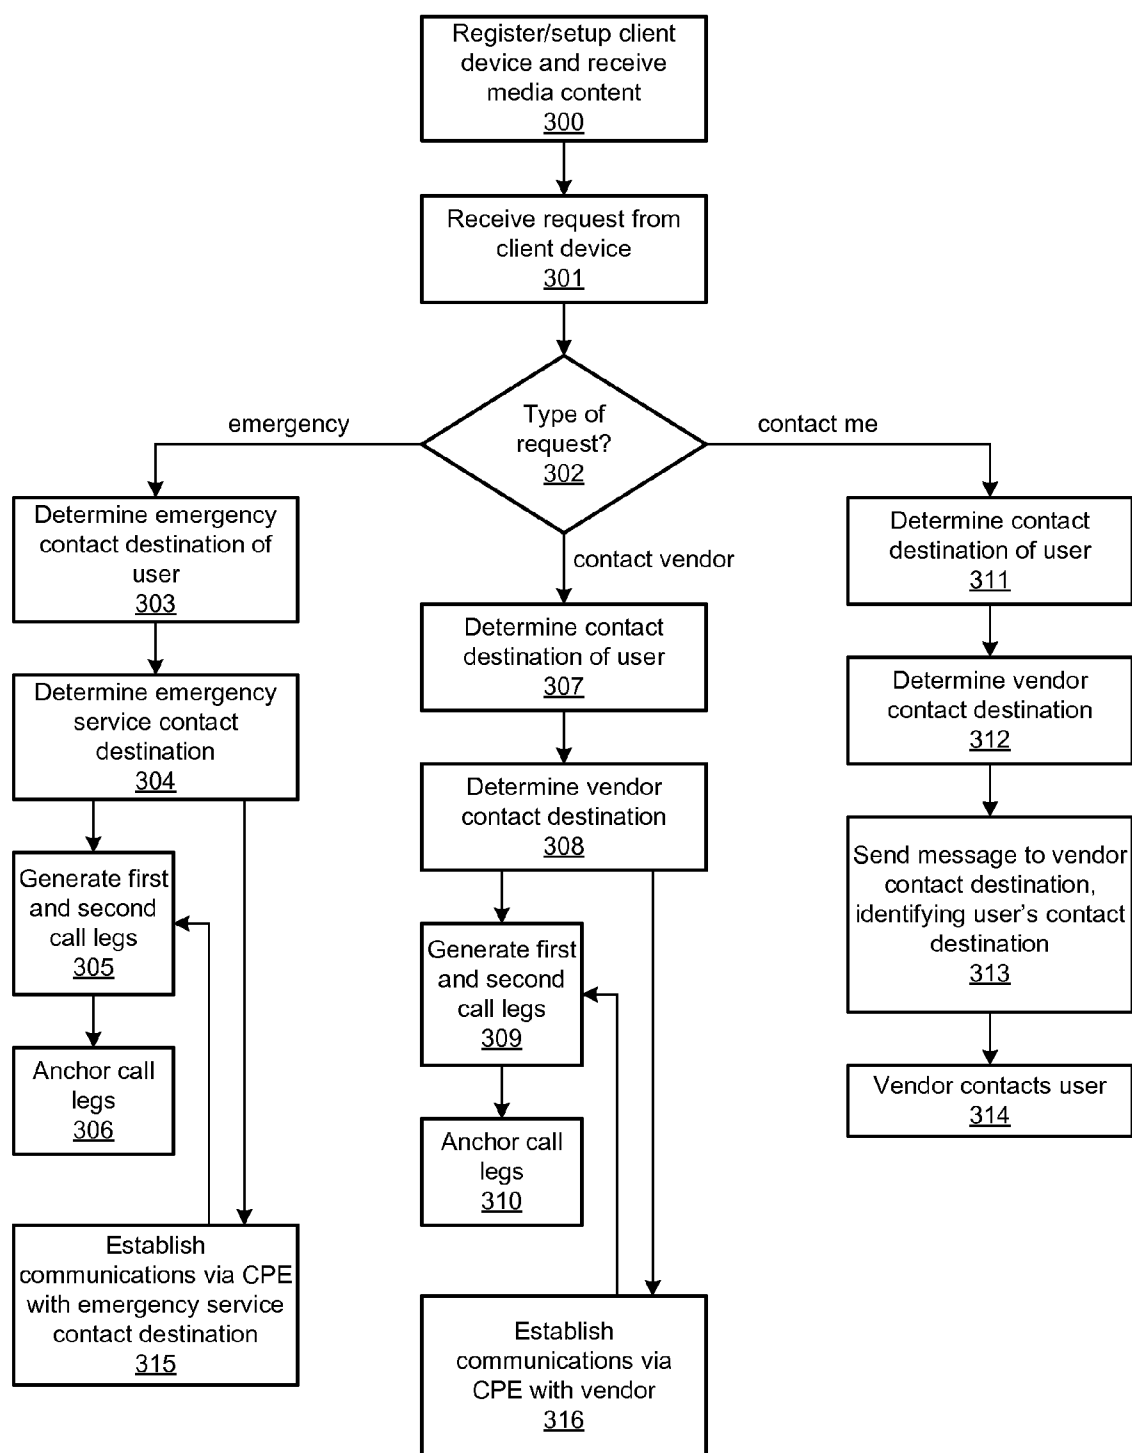 Register/setup client
device and receive
media content
300
Receive request from
client device
301
Type of
request?
302
emergency
contact me
contact vendor
Determine emergency
contact destination of
user
303
Determine emergency
service contact
destination
304
Generate first
and second
call legs
305
Anchor call
legs
306
Establish
communications via CPE
with emergency service
contact destination
315
Determine contact
destination of user
307
Determine vendor
contact destination
308
Generate first
and second
call legs
309
Anchor call
legs
310
Establish
communications via
CPE with vendor
316
Determine contact
destination of user
311
Determine vendor
contact destination
312
Send message to vendor
contact destination,
identifying user's contact
destination
313
Vendor contacts user
314